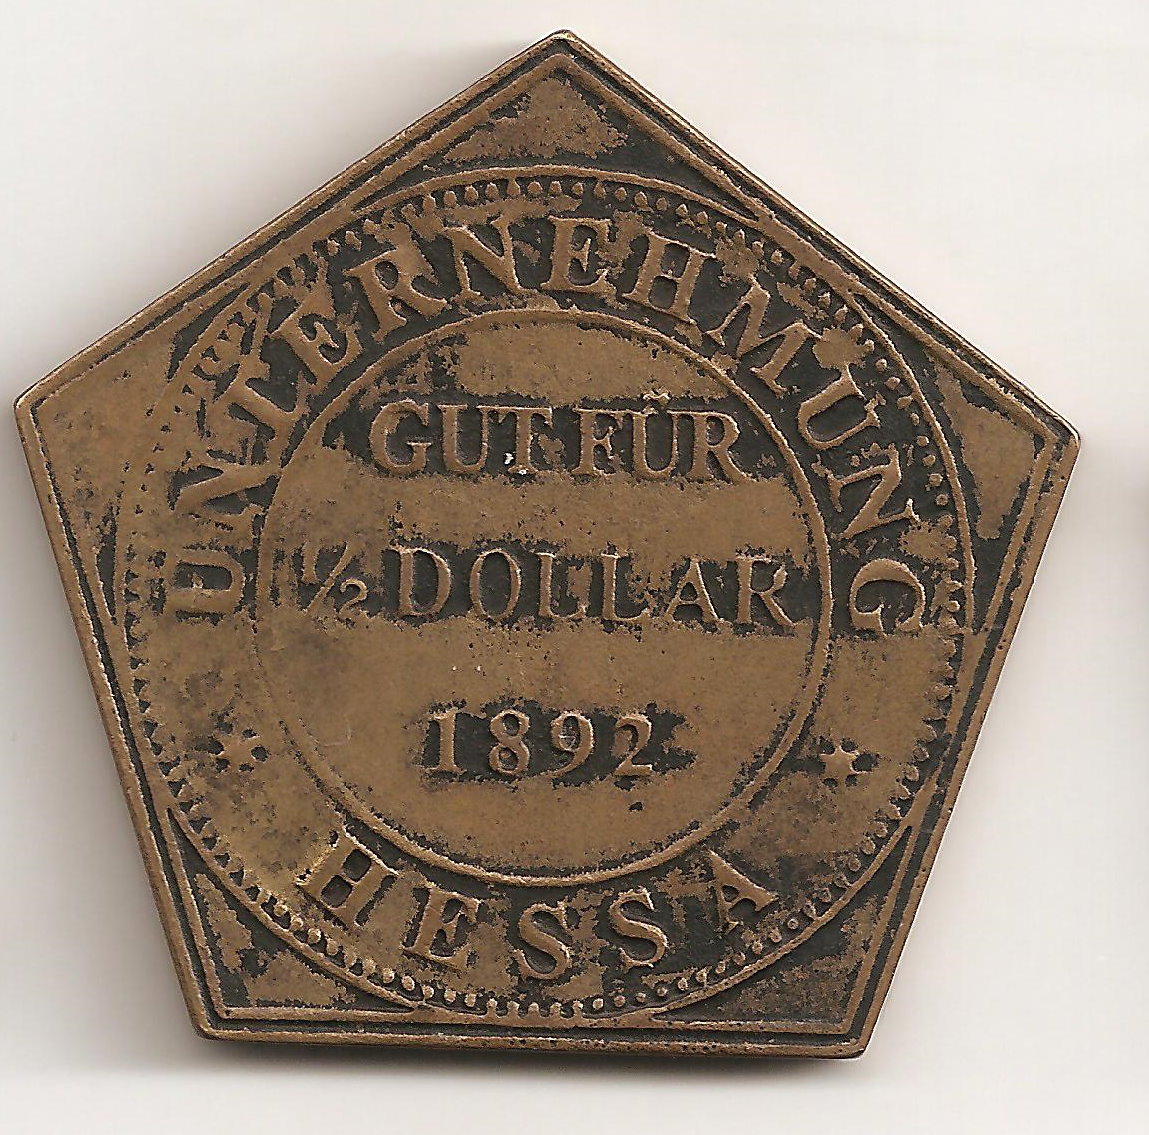 UNTERNEHMUNG
GUT FÜR
1/2 DOLLAR
1892
HESSA